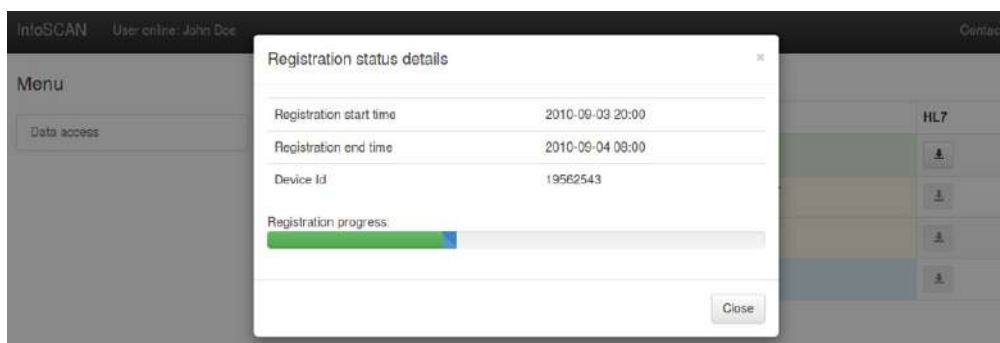 InfoSCAN User online: John Doe
Registration status details ×
Menu
Registration start time 2010-09-03 20:00
HL7
Data access
Registration end time 2010-09-04 08:00
Device Id 19562543
Registration progress:
Close